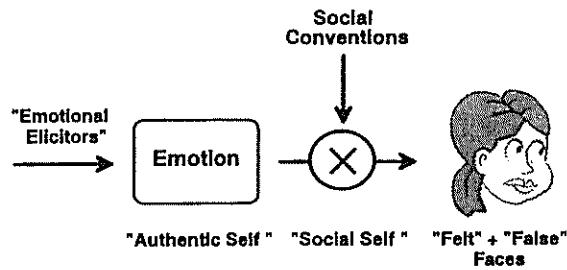 Social
Conventions
"Emotional
Elicitors"
Emotion
"Authentic Self "
"Social Self "
"Felt" + "False"
Faces